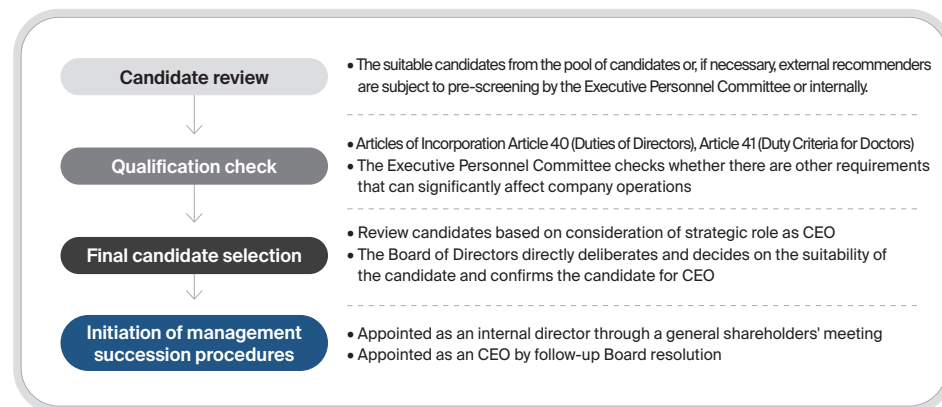 Candidate review
• The suitable candidates from the pool of candidates or, if necessary, external recommenders
are subject to pre-screening by the Executive Personnel Committee or internally.
Qualification check
• Articles of Incorporation Article 40 (Duties of Directors), Article 41 (Duty Criteria for Doctors)
• The Executive Personnel Committee checks whether there are other requirements
that can significantly affect company operations
Final candidate selection
• Review candidates based on consideration of strategic role as CEO
• The Board of Directors directly deliberates and decides on the suitability of
the candidate and confirms the candidate for CEO
Initiation of management
succession procedures
• Appointed as an internal director through a general shareholders' meeting
• Appointed as an CEO by follow-up Board resolution